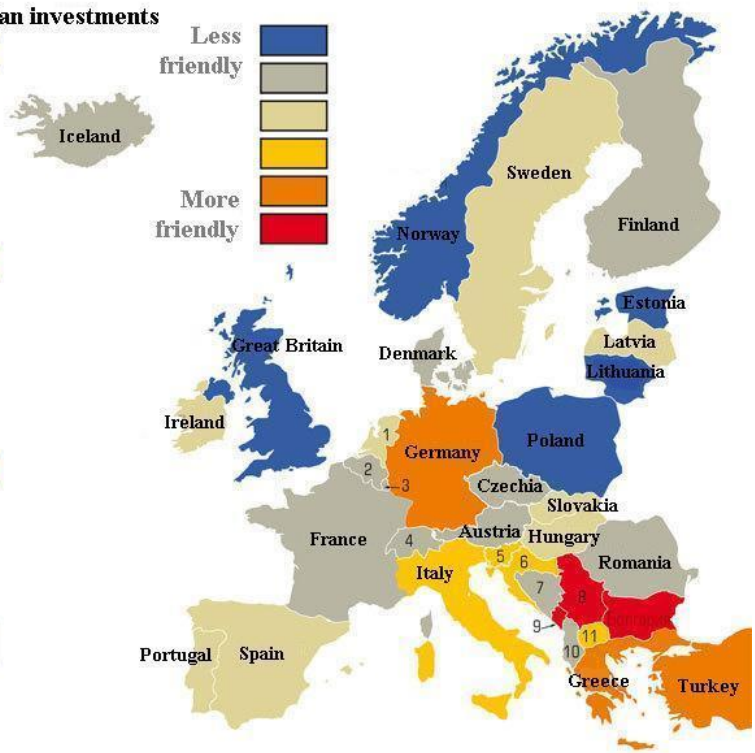 an investments
Less
friendly
More
friendly
Iceland
Sweden
Finland
Norway
Estonia
Latvia
Lithuania
Denmark
Great Britain
Ireland
Germany
Poland
1
2
3
Czechia
Slovakia
Hungary
Austria
France
4
Italy
5
6
7
8
9
10
11
Romania
Portugal
Spain
Greece
Turkey